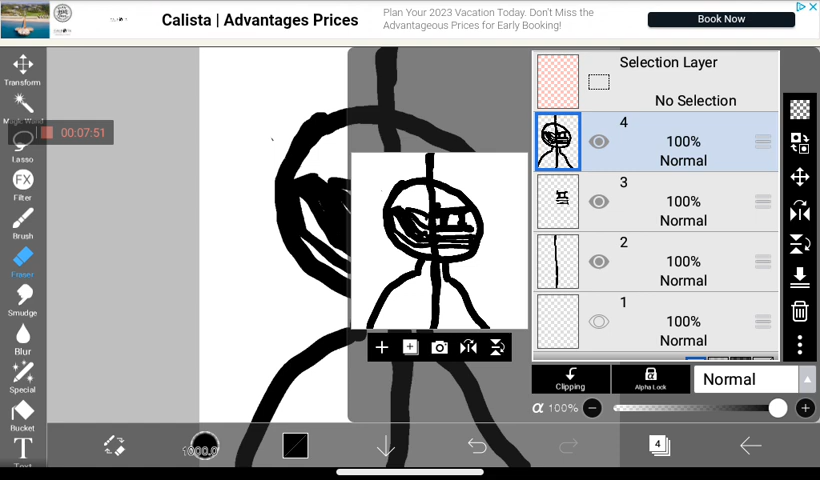 Calista | Advantages Prices
Plan Your 2023 Vacation Today. Don't Miss the
Advantageous Prices for Early Booking!
Book Now
Transform
00:07:51
Lasso
FX
Filter
Brush
Eraser
Smudge
Blur
Special
Bucket
T
Text
1000.0
Selection Layer
No Selection
4
100%
Normal
3
100%
Normal
2
100%
Normal
1
100%
Normal
Clipping
α
Alpha Lock
Normal
α 100%
4